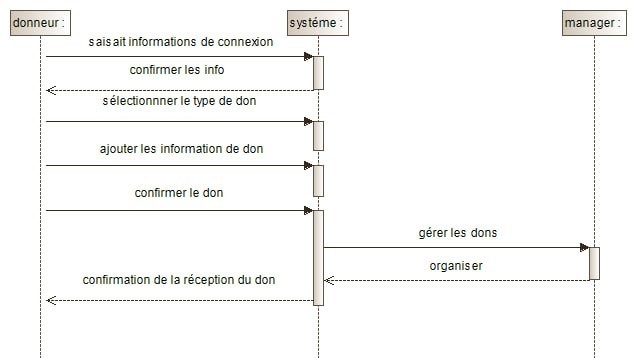 donneur :
systéme :
manager :
saisait informations de connexion
confirmer les info
sélectionnner le type de don
ajouter les information de don
confirmer le don
gérer les dons
organiser
confirmation de la réception du don